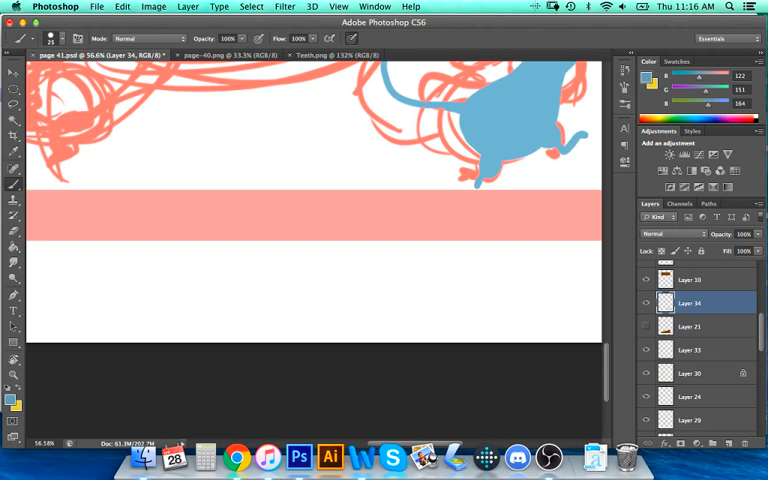 Photoshop File Edit Image Layer Type Select Filter 3D View Window Help Thu 11:16 AM
Adobe Photoshop CS6
25 Mode: Normal Opacity: 100% Flow: 100% Essentials
page 41.psd @ 56.6% (Layer 34, RGB/8) * page-40.png @ 33.3% (RGB/8) Teeth.png @ 132% (RGB/8)
Color Swatches
R 122
G 151
B 164
Adjustments Styles
Add an adjustment
Layers Channels Paths
Kind
Normal Opacity: 100%
Lock: Fill: 100%
Layer 10
Layer 34
Layer 21
Layer 33
Layer 30
Layer 24
Layer 29
56.58% Doc: 61.3M/202.7M
28 Ps Ai